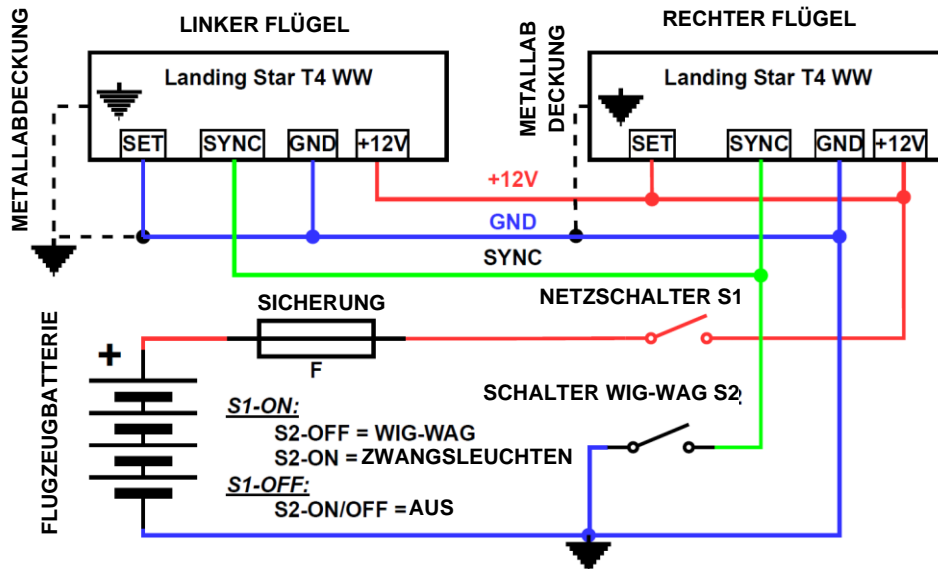 LINKER FLÜGEL
RECHTER FLÜGEL
METALLABDECKUNG
Landing Star T4 WW
SET SYNC GND +12V
METALLAB
DECKUNG
Landing Star T4 WW
SET SYNC GND +12V
+12V
GND
SYNC
SICHERUNG
F
NETZSCHALTER S1
SCHALTER WIG-WAG S2
FLUGZEUGBATTERIE
+
S1-ON:
S2-OFF = WIG-WAG
S2-ON = ZWANGSLEUCHTEN
S1-OFF:
S2-ON/OFF = AUS